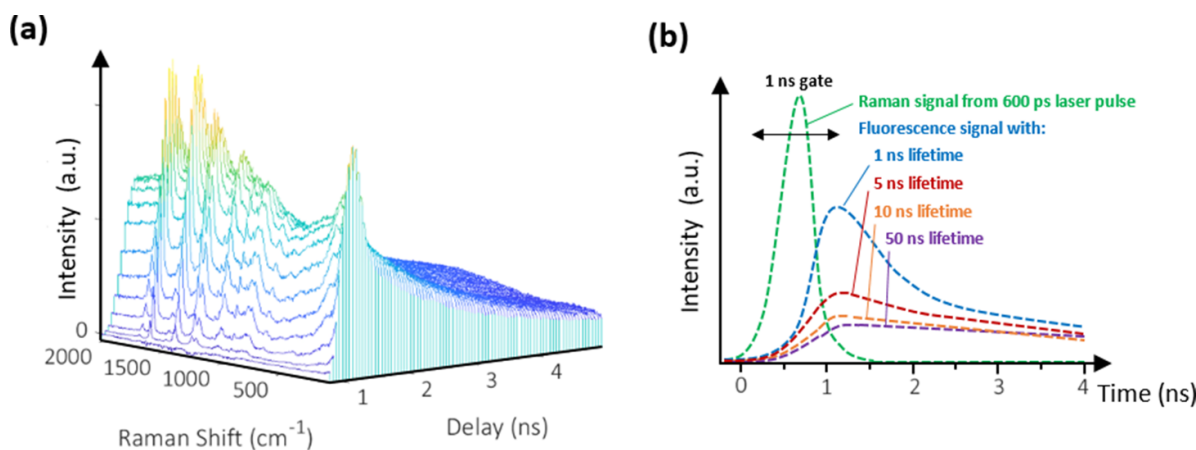 (a)
Intensity (a.u.)
0
2000
1500
1000
500
Raman Shift (cm⁻¹)
1
2
3
4
Delay (ns)
(b)
1 ns gate
Raman signal from 600 ps laser pulse
Fluorescence signal with:
1 ns lifetime
5 ns lifetime
10 ns lifetime
50 ns lifetime
Intensity (a.u.)
0
1
2
3
4
Time (ns)